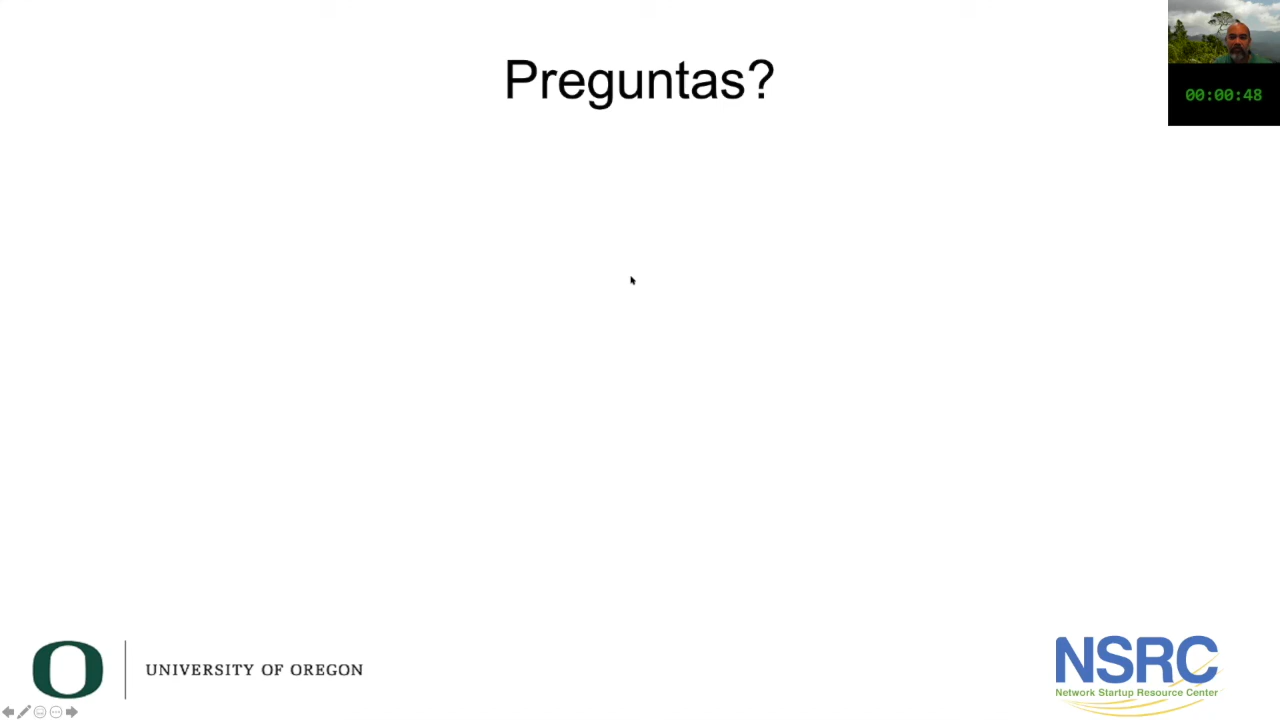 Preguntas?
00:00:48
UNIVERSITY OF OREGON
NSRC
Network Startup Resource Center